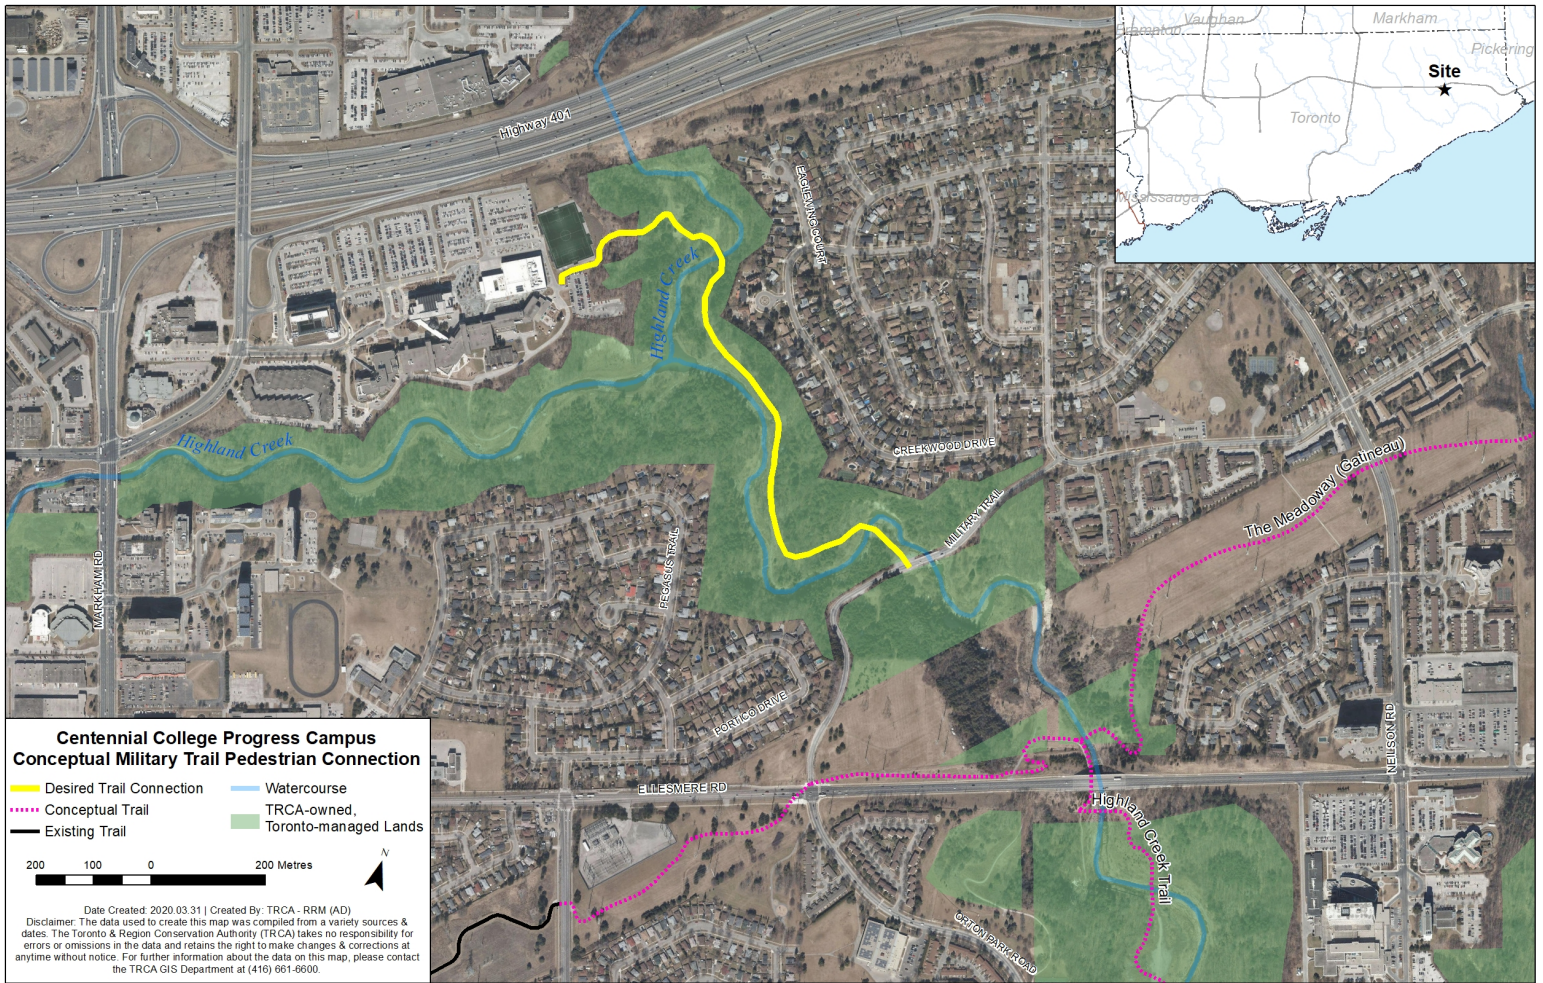 Vaughan
Markham
Brampton
Pickering
Site
Toronto
Mississauga
Highway 401
EAGLEWING COURT
Highland Creek
Highland Creek
CREEKWOOD DRIVE
The Meadoway (Gatineau)
MILITARY TRAIL
MARKHAM RD
PEGASUS TRAIL
PORTICO DRIVE
NEILSON RD
ELLESMERE RD
Highland Creek Trail
ORTON PARK ROAD
Centennial College Progress Campus
Conceptual Military Trail Pedestrian Connection
Desired Trail Connection
Watercourse
Conceptual Trail
TRCA-owned,
Toronto-managed Lands
Existing Trail
200 100 0 200 Metres
N
Date Created: 2020.03.31 | Created By: TRCA - RRM (AD)
Disclaimer: The data used to create this map was compiled from a variety sources &
dates. The Toronto & Region Conservation Authority (TRCA) takes no responsibility for
errors or omissions in the data and retains the right to make changes & corrections at
anytime without notice. For further information about the data on this map, please contact
the TRCA GIS Department at (416) 661-6600.